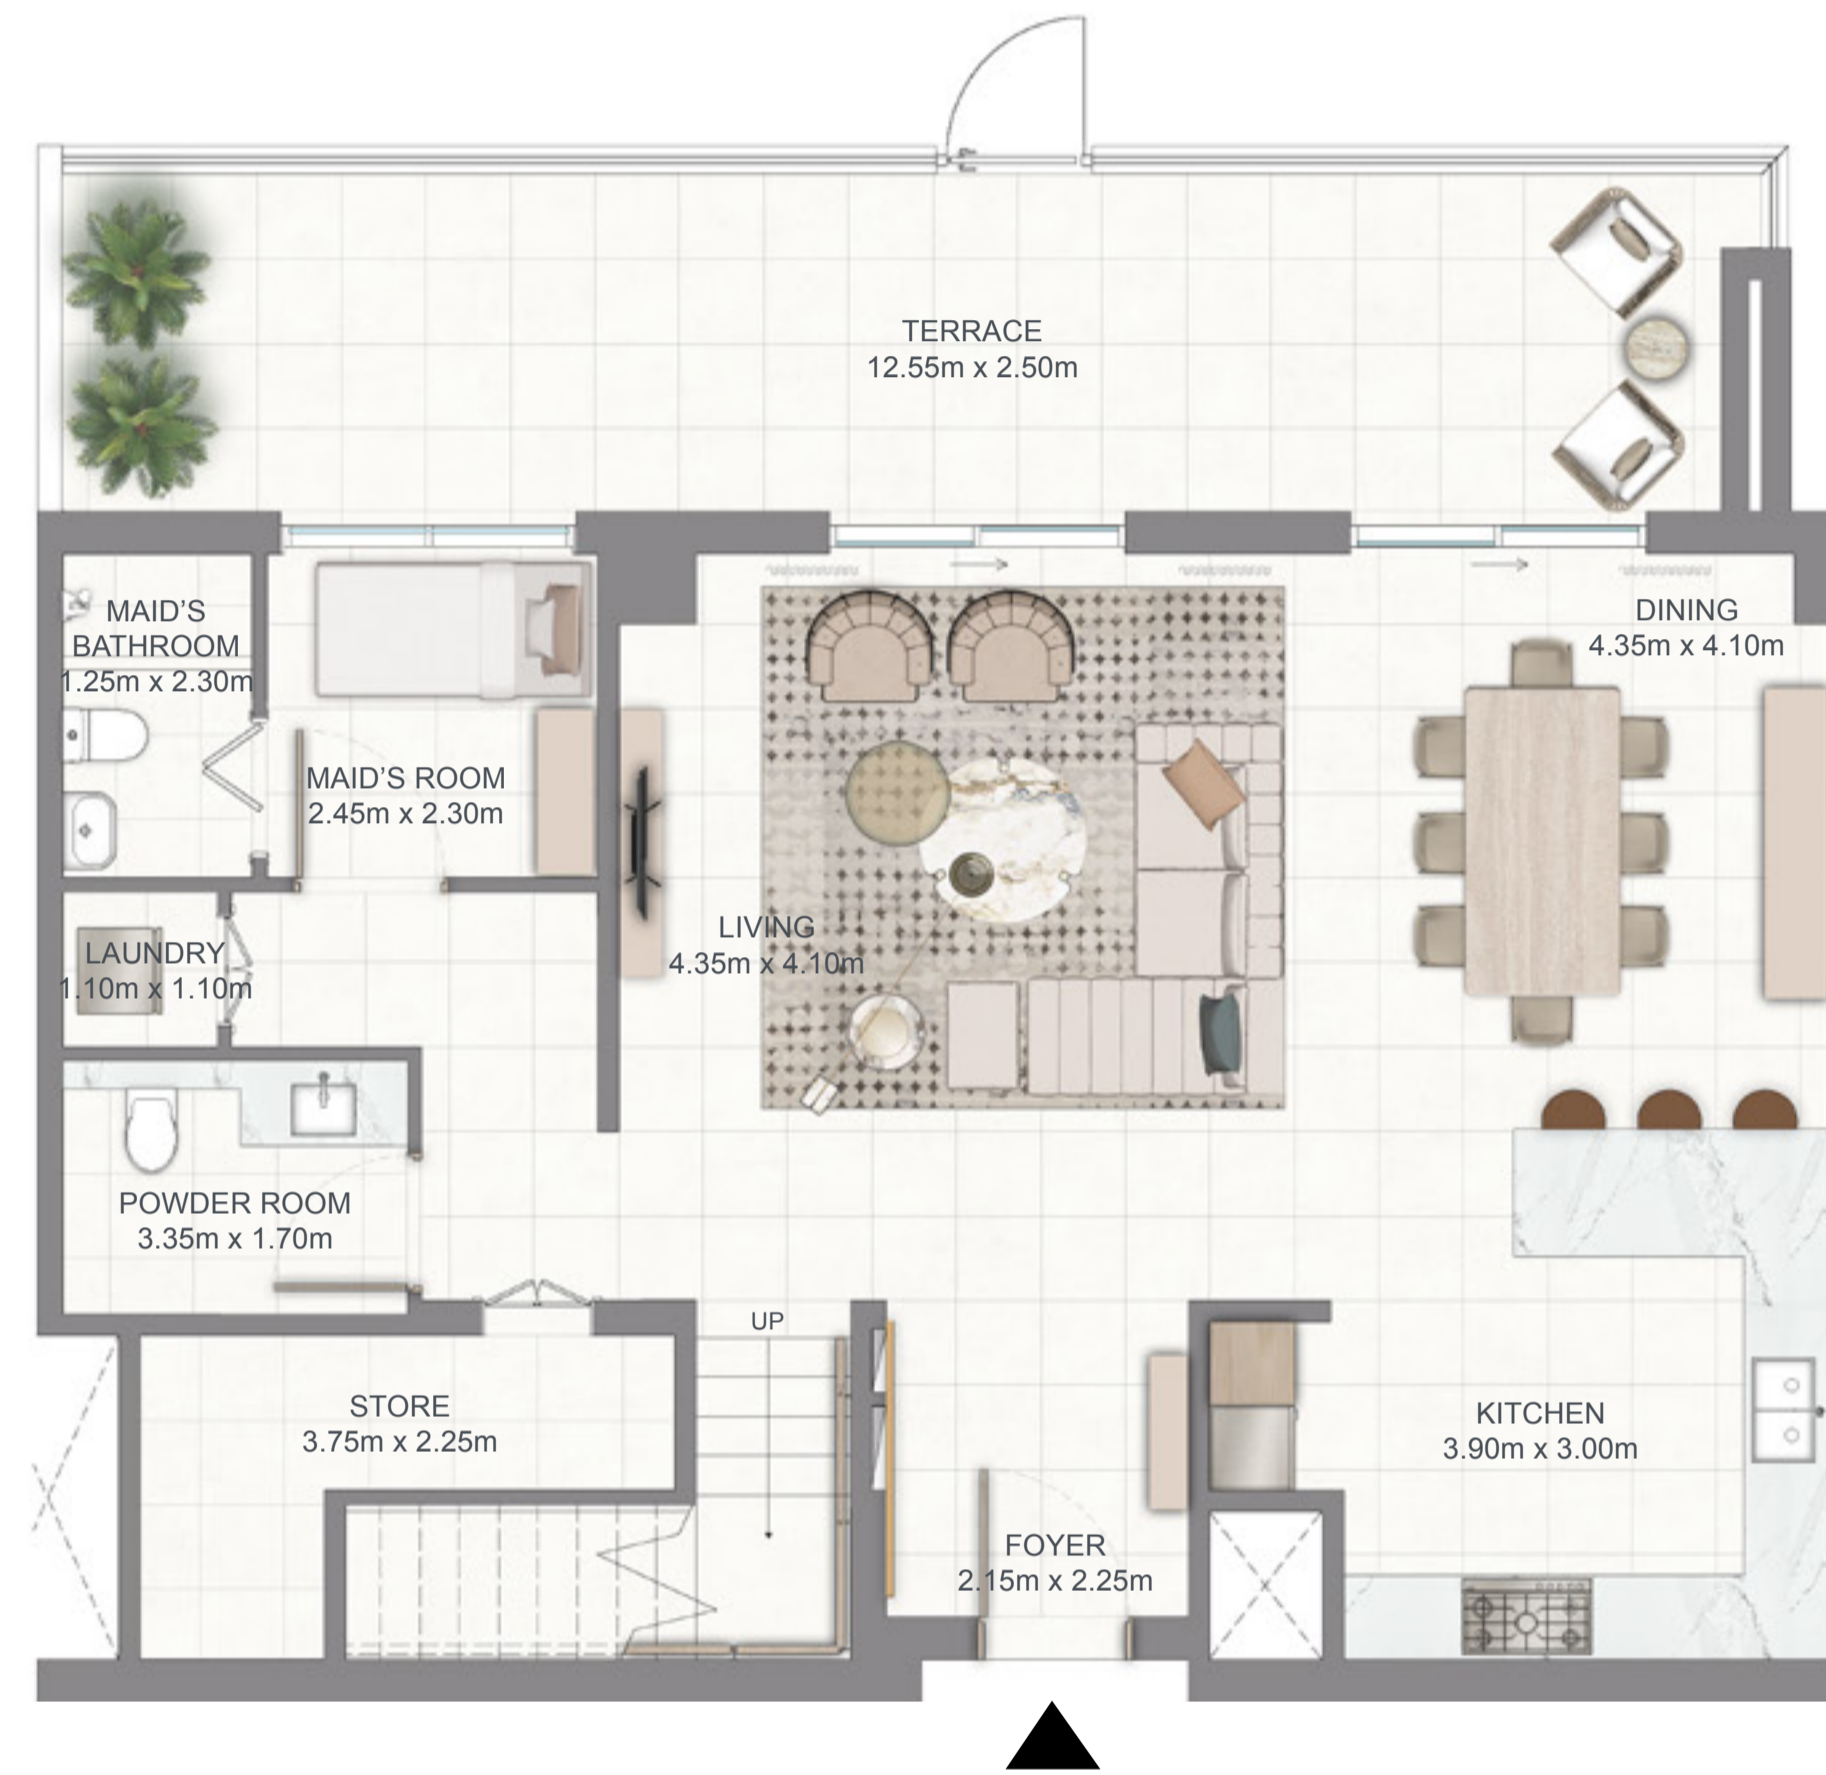 TERRACE
12.55m x 2.50m
MAID’S
BATHROOM
1.25m x 2.30m
DINING
4.35m x 4.10m
MAID’S ROOM
2.45m x 2.30m
LIVING
4.35m x 4.10m
LAUNDRY
1.10m x 1.10m
POWDER ROOM
3.35m x 1.70m
UP
STORE
3.75m x 2.25m
KITCHEN
3.90m x 3.00m
FOYER
2.15m x 2.25m